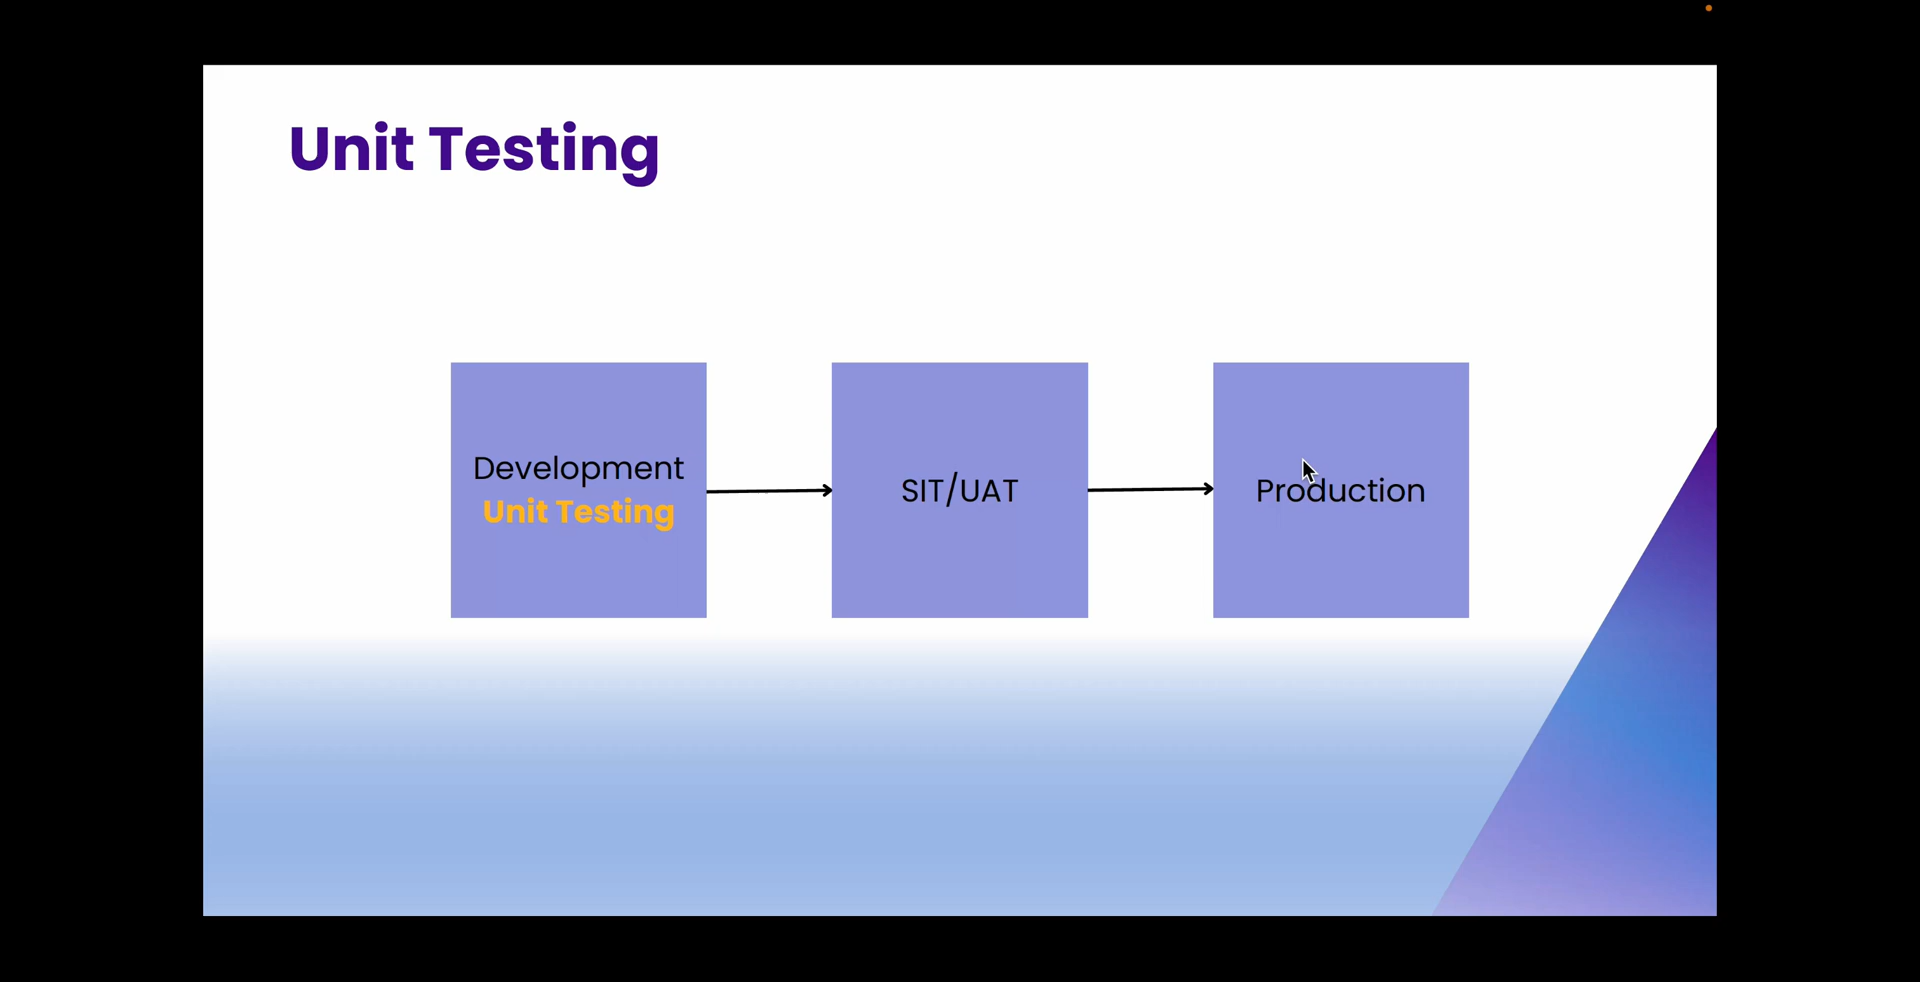 Unit Testing
Development
Unit Testing
SIT/UAT
Production